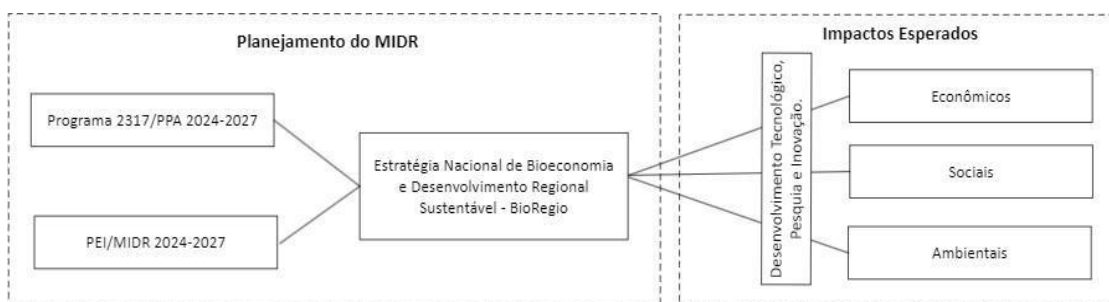 Planejamento do MIDR
Programa 2317/PPA 2024-2027
PEI/MIDR 2024-2027
Estratégia Nacional de Bioeconomia
e Desenvolvimento Regional
Sustentável - BioRegio
Impactos Esperados
Desenvolvimento Tecnológico,
Pesquia e Inovação.
Econômicos
Sociais
Ambientais